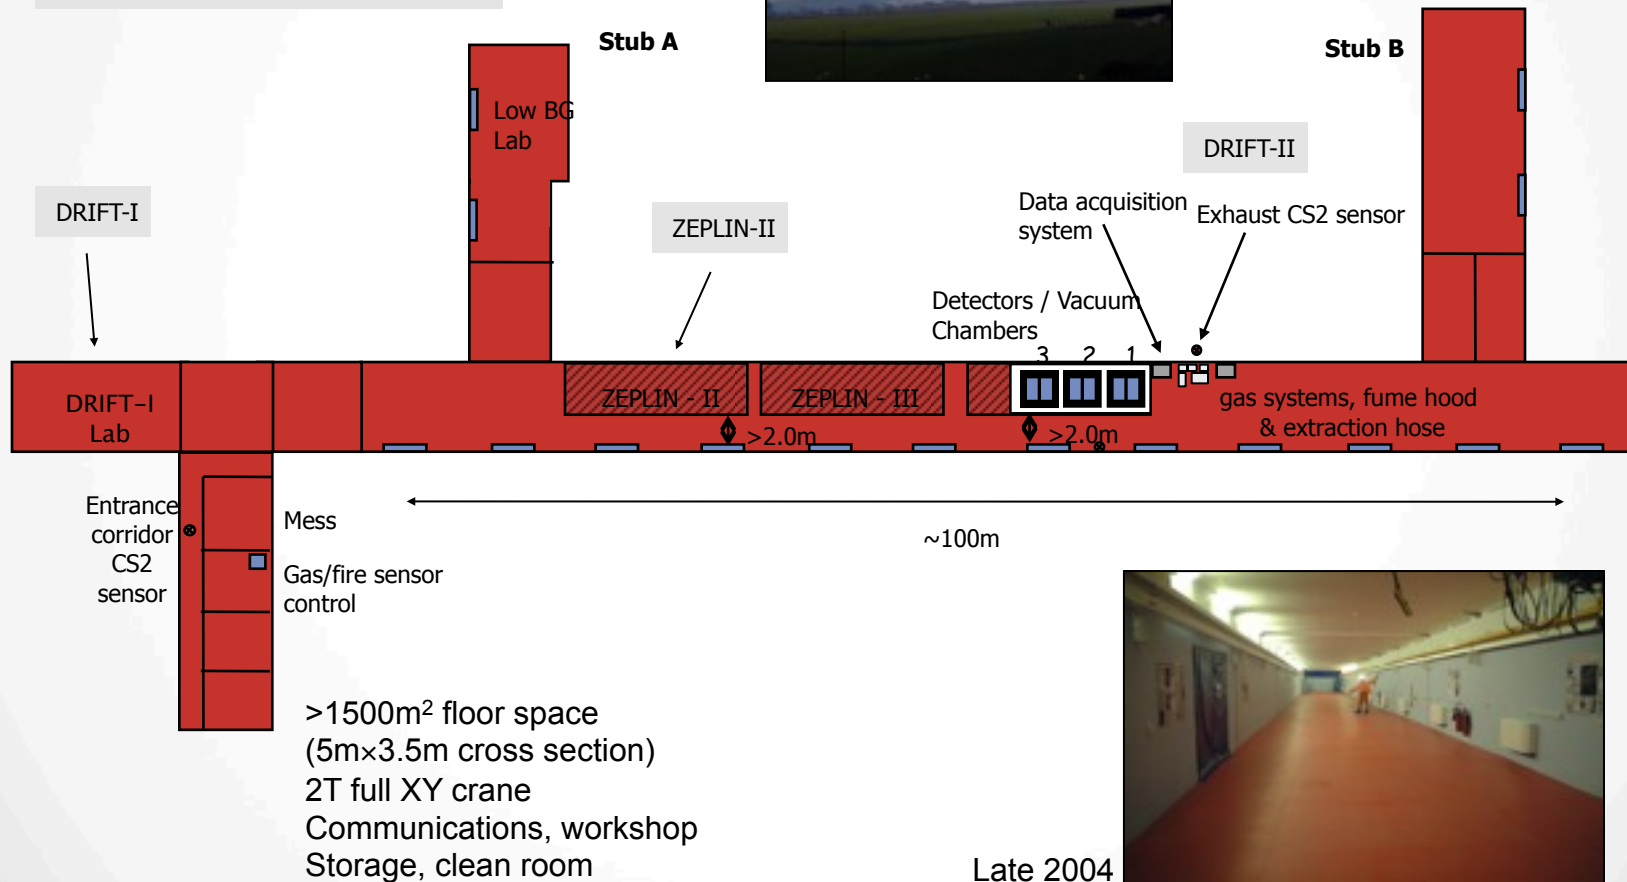 Stub A
Stub B
Low BG
Lab
DRIFT-II
DRIFT-I
ZEPLIN-II
Data acquisition
system
Exhaust CS2 sensor
Detectors / Vacuum
Chambers
3 2 1
DRIFT-I
Lab
ZEPLIN - II
ZEPLIN - III
gas systems, fume hood
& extraction hose
>2.0m
>2.0m
Entrance
corridor
CS2
sensor
Mess
Gas/fire sensor
control
~100m
>1500m² floor space
(5m×3.5m cross section)
2T full XY crane
Communications, workshop
Storage, clean room
Late 2004